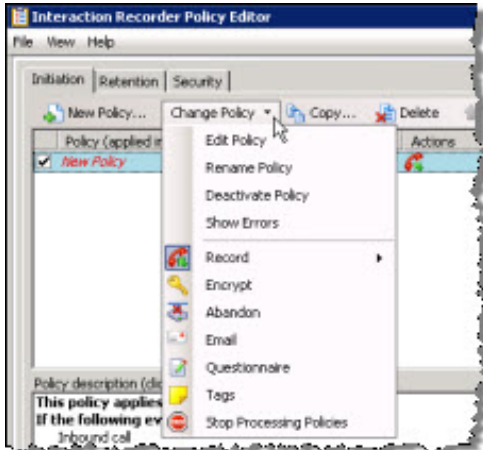 Interaction Recorder Policy Editor
File View Help
Initiation Retention Security
New Policy... Change Policy Copy... Delete
Policy (applied i Actions
New Policy
Edit Policy
Rename Policy
Deactivate Policy
Show Errors
Record
Encrypt
Abandon
Email
Questionnaire
Tags
Stop Processing Policies
Policy description (clic
This policy applies
If the following ev
Inbound call